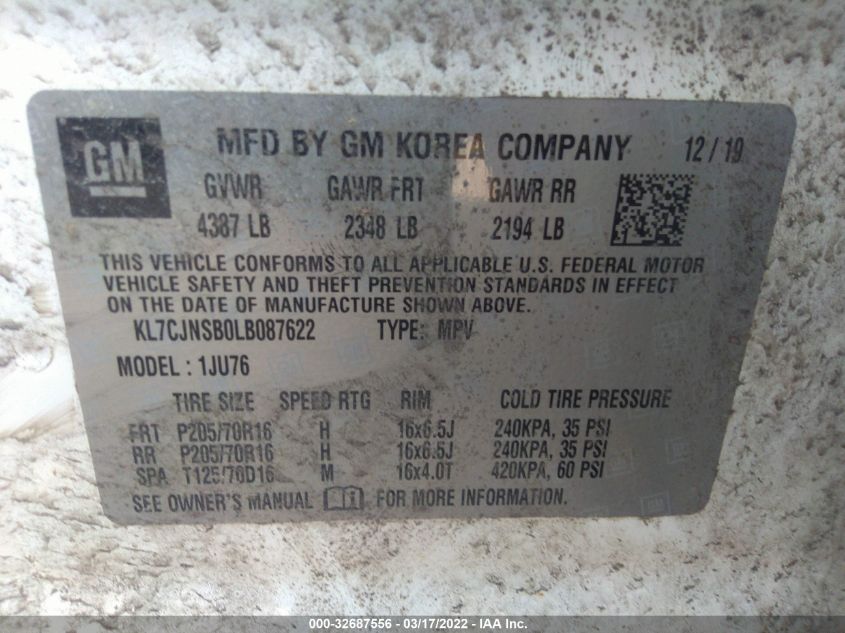 GM MFD BY GM KOREA COMPANY 12/19
GVWR GAWR FRT GAWR RR
4387 LB 2348 LB 2194 LB
THIS VEHICLE CONFORMS TO ALL APPLICABLE U.S. FEDERAL MOTOR
VEHICLE SAFETY AND THEFT PREVENTION STANDARDS IN EFFECT
ON THE DATE OF MANUFACTURE SHOWN ABOVE.
KL7CJNSB0LB087622 TYPE: MPV
MODEL : 1JU76
TIRE SIZE SPEED RTG RIM COLD TIRE PRESSURE
FRT P205/70R16 H 16x6.5J 240KPA, 35 PSI
RR P205/70R16 H 16x6.5J 240KPA, 35 PSI
SPA T125/70D16 M 16x4.0T 420KPA, 60 PSI
SEE OWNER'S MANUAL FOR MORE INFORMATION.
000-32687556 - 03/17/2022 - IAA Inc.